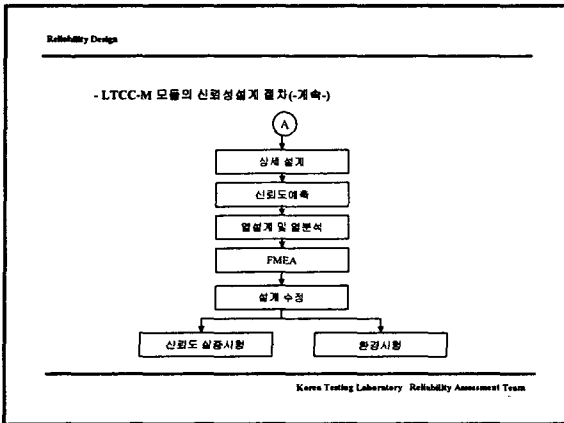 Reliability Design
- LTCC-M 모듈의 신뢰성설계 절차(-계속-)
A
상세 설계
신뢰도예측
열설계 및 열분석
FMEA
설계 수정
신뢰도 실증시험
환경시험
Korea Testing Laboratory Reliability Assessment Team